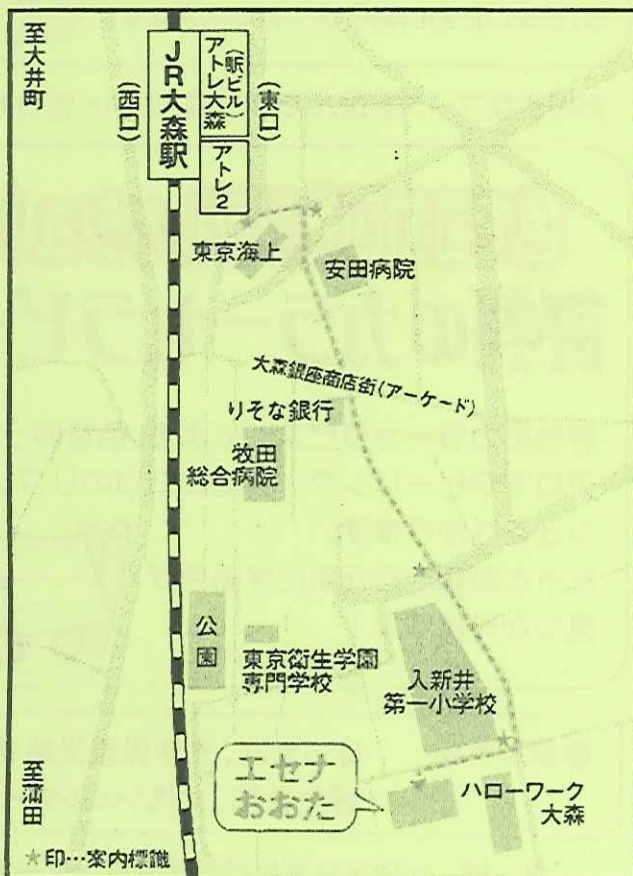 至大井町
(西口)
JR大森駅
(駅ビル)
アトレ大森
アトレ2
(東口)
東京海上
安田病院
大森銀座商店街(アーケード)
りそな銀行
牧田
総合病院
公園
東京衛生学園
専門学校
入新井
第一小学校
エセナ
おおた
ハローワーク
大森
至蒲田
★印…案内標識